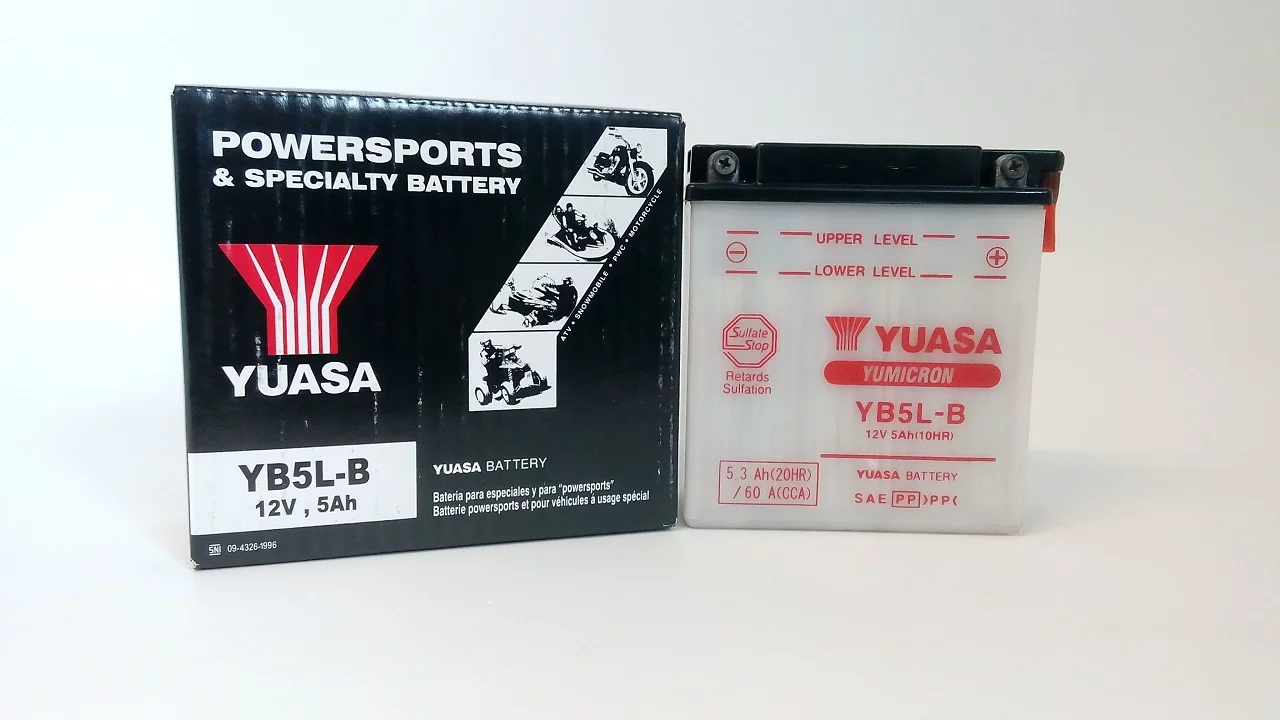 POWERSPORTS
& SPECIALTY BATTERY
ATV • SNOWMOBILE • PWC • MOTORCYCLE
YUASA
YB5L-B
12V , 5Ah
YUASA BATTERY
Bateria para especiales y para “powersports”
Batterie powersports et pour véhicules à usage spécial
SNI 09-4326-1996
UPPER LEVEL
LOWER LEVEL
Sulfate
Stop
Retards
Sulfation
YUASA
YUMICRON
YB5L-B
12V 5Ah(10HR)
5.3 Ah(20HR)
/ 60 A(CCA)
YUASA BATTERY
SAE PP >PP<